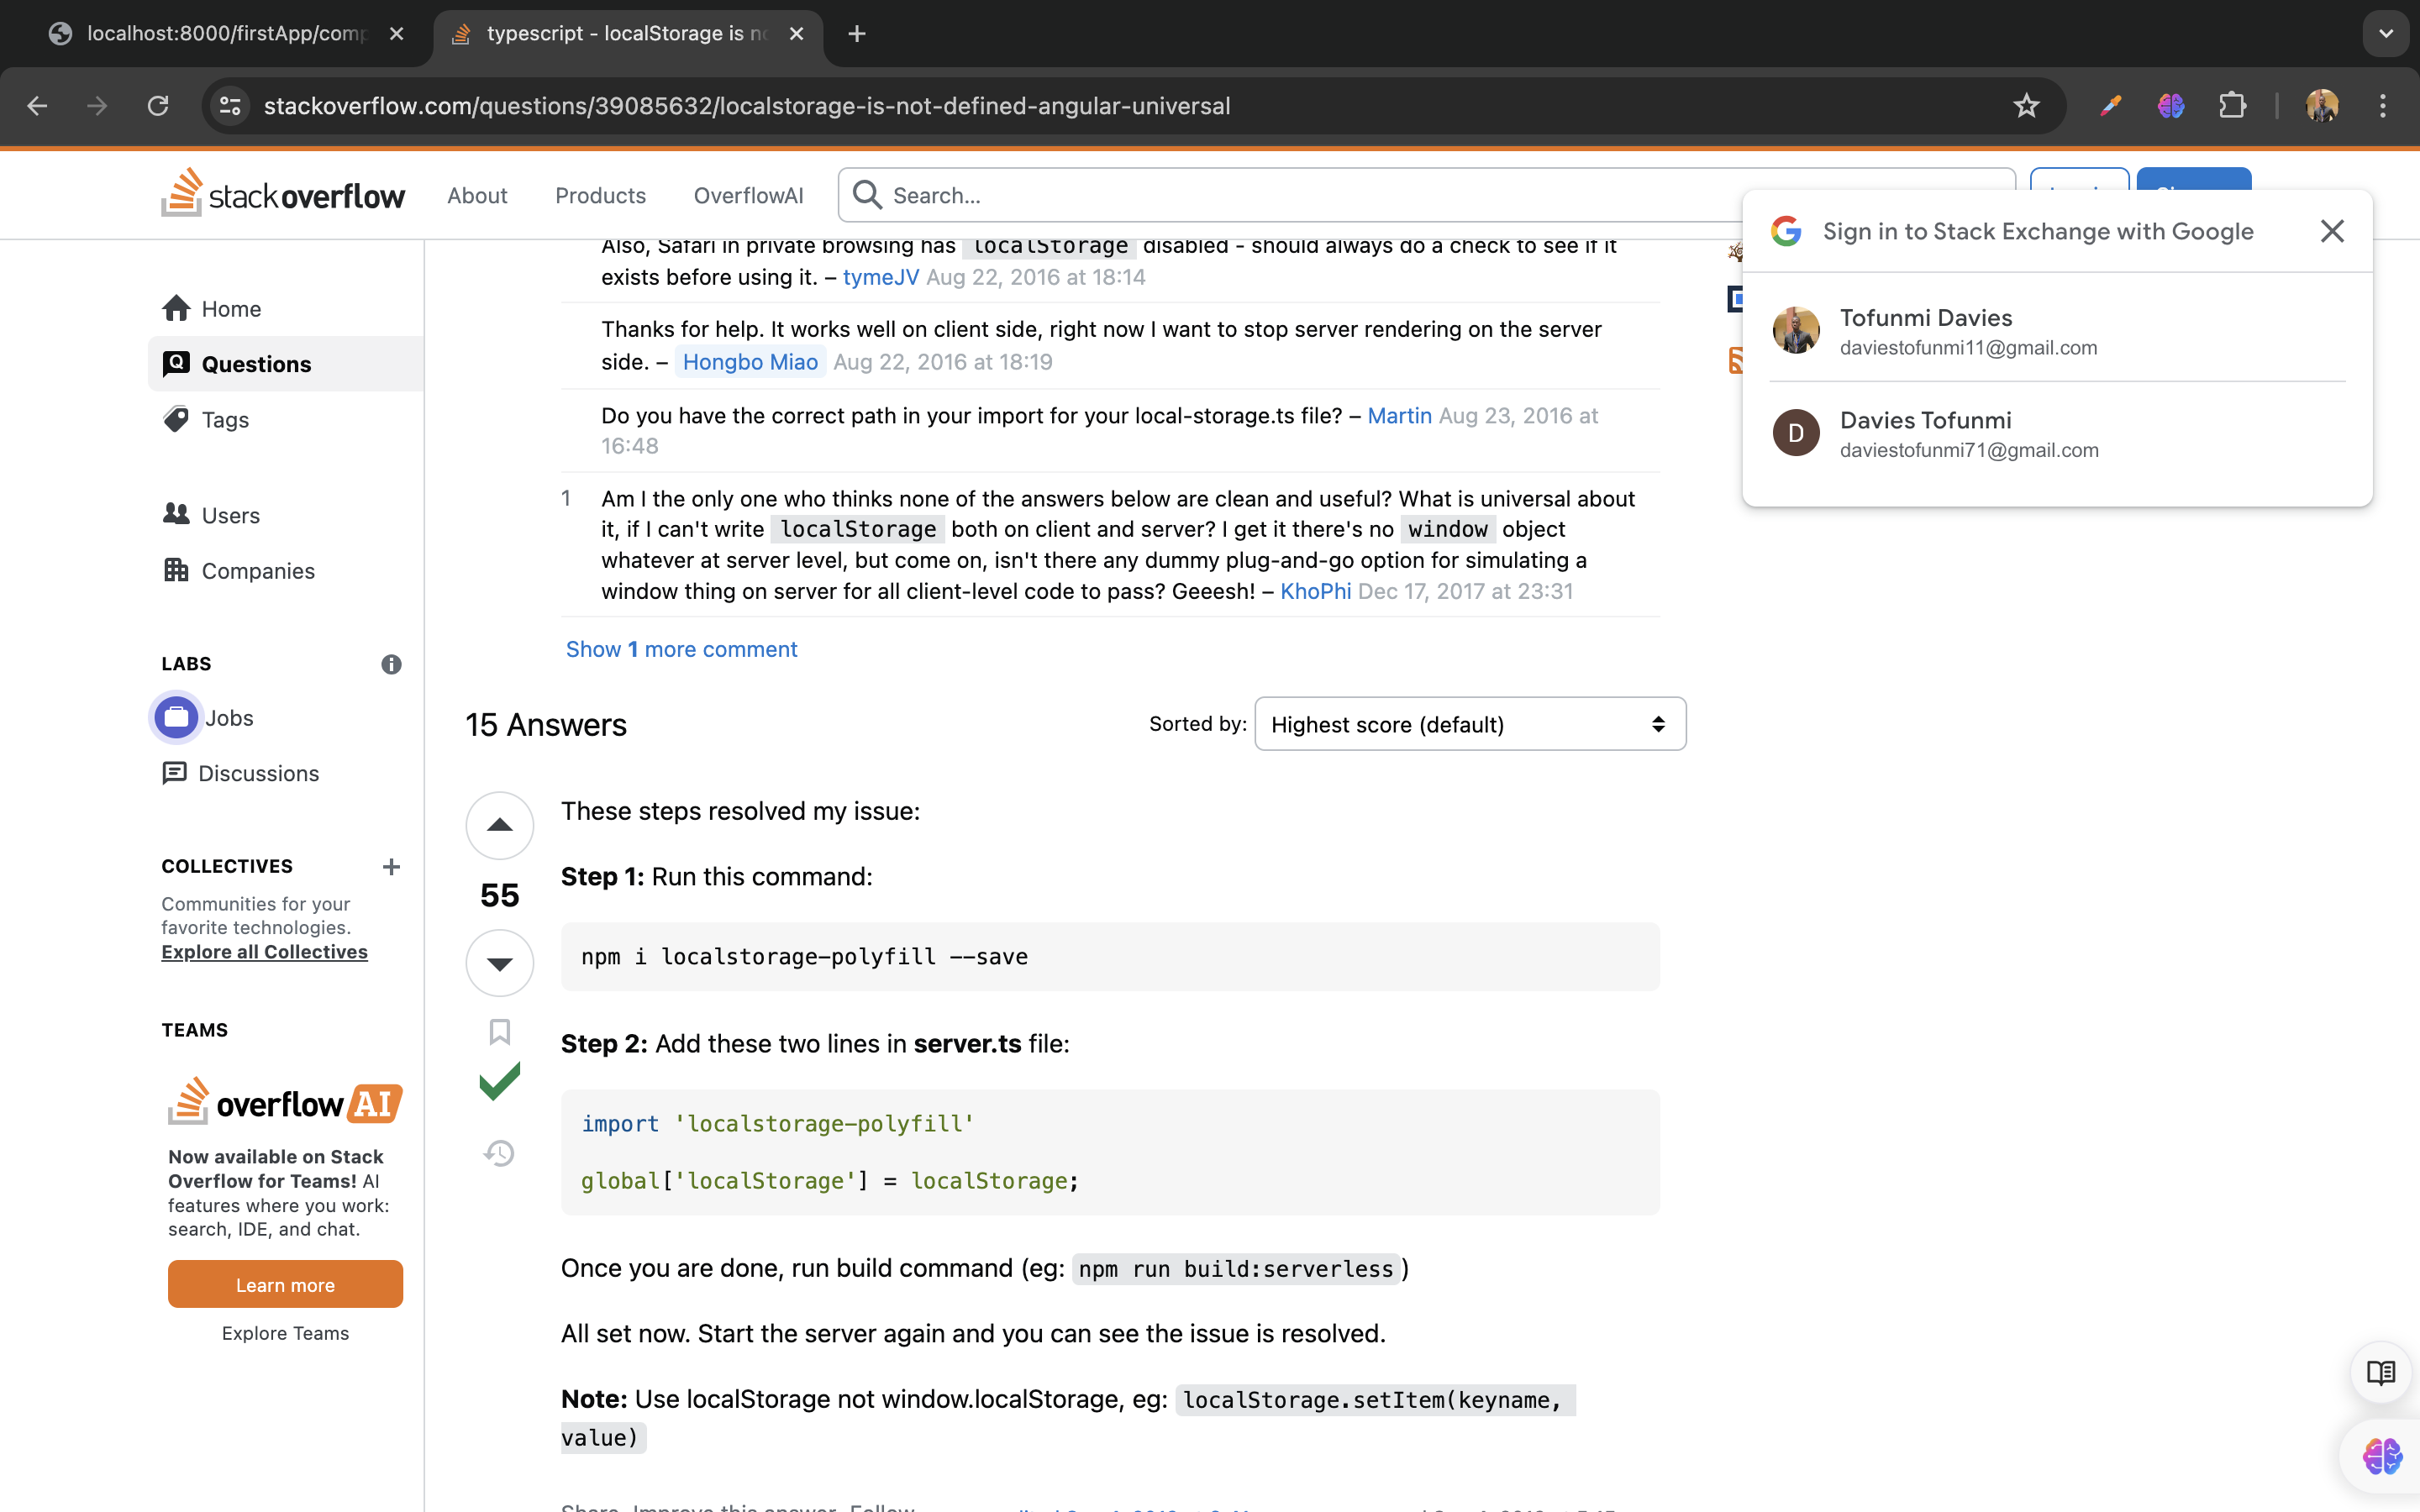 localhost:8000/firstApp/comp
typescript - localStorage is no
stackoverflow.com/questions/39085632/localstorage-is-not-defined-angular-universal
stackoverflow
About
Products
OverflowAI
Search...
Sign in to Stack Exchange with Google
Tofunmi Davies
daviestofunmi11@gmail.com
D
Davies Tofunmi
daviestofunmi71@gmail.com
Home
Questions
Tags
Users
Companies
LABS
Jobs
Discussions
COLLECTIVES
Communities for your
favorite technologies.
Explore all Collectives
TEAMS
overflowAI
Now available on Stack
Overflow for Teams! AI
features where you work:
search, IDE, and chat.
Learn more
Explore Teams
Also, Safari in private browsing has localStorage disabled - should always do a check to see if it
exists before using it. – tymeJV Aug 22, 2016 at 18:14
Thanks for help. It works well on client side, right now I want to stop server rendering on the server
side. – Hongbo Miao Aug 22, 2016 at 18:19
Do you have the correct path in your import for your local-storage.ts file? – Martin Aug 23, 2016 at
16:48
1 Am I the only one who thinks none of the answers below are clean and useful? What is universal about
it, if I can't write localStorage both on client and server? I get it there's no window object
whatever at server level, but come on, isn't there any dummy plug-and-go option for simulating a
window thing on server for all client-level code to pass? Geeesh! – KhoPhi Dec 17, 2017 at 23:31
Show 1 more comment
15 Answers
Sorted by: Highest score (default)
55
These steps resolved my issue:
Step 1: Run this command:
npm i localstorage-polyfill --save
Step 2: Add these two lines in server.ts file:
import 'localstorage-polyfill'
global['localStorage'] = localStorage;
Once you are done, run build command (eg: npm run build:serverless)
All set now. Start the server again and you can see the issue is resolved.
Note: Use localStorage not window.localStorage, eg: localStorage.setItem(keyname,
value)
Share Improve this answer Follow